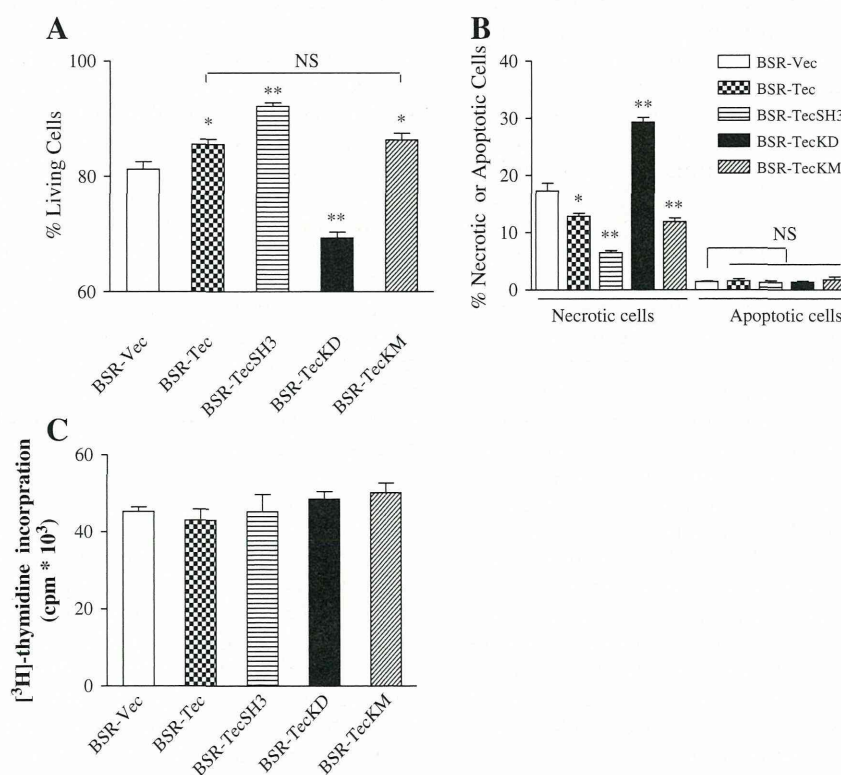 A
% Living Cells
100
80
60
NS
*
**
**
*
BSR-Vec
BSR-Tec
BSR-TecSH3
BSR-TecKD
BSR-TecKM
B
% Necrotic or Apoptotic Cells
40
30
20
10
0
BSR-Vec
BSR-Tec
BSR-TecSH3
BSR-TecKD
BSR-TecKM
*
**
**
**
NS
Necrotic cells
Apoptotic cells
C
[³H]-thymidine incorpration
(cpm * 10³)
60
40
20
0
BSR-Vec
BSR-Tec
BSR-TecSH3
BSR-TecKD
BSR-TecKM